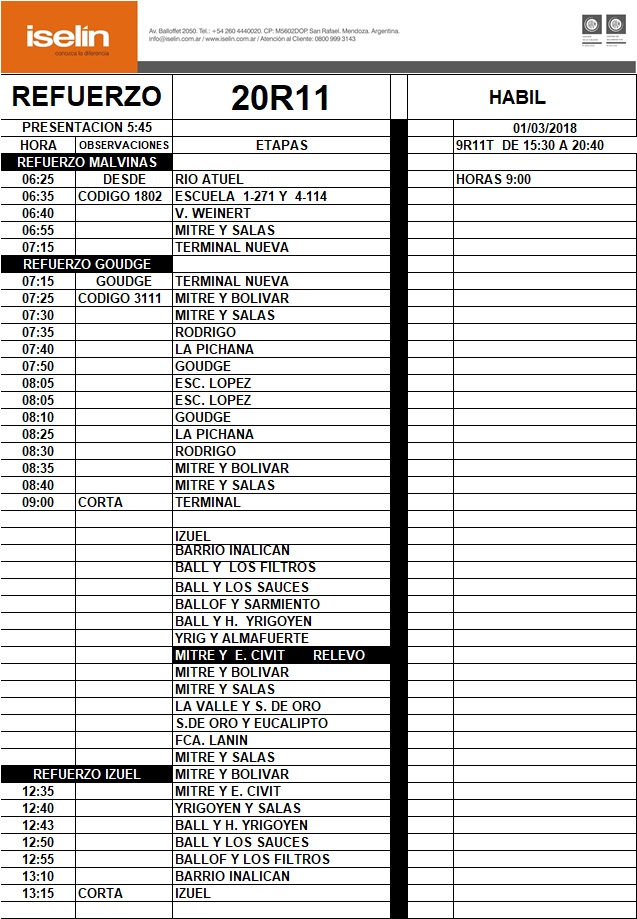 iselín
conozca la diferencia
Av. Balloffet 2050. Tel.: +54 260 4440020. CP: M5602DOP. San Rafael. Mendoza. Argentina.
info@iselin.com.ar / www.iselin.com.ar / Atención al Cliente: 0800 999 3143
REFUERZO 20R11 HABIL
PRESENTACION 5:45 01/03/2018
HORA OBSERVACIONES ETAPAS 9R11T DE 15:30 A 20:40
REFUERZO MALVINAS
06:25 DESDE RIO ATUEL HORAS 9:00
06:35 CODIGO 1802 ESCUELA 1-271 Y 4-114
06:40 V. WEINERT
06:55 MITRE Y SALAS
07:15 TERMINAL NUEVA
REFUERZO GOUDGE
07:15 GOUDGE TERMINAL NUEVA
07:25 CODIGO 3111 MITRE Y BOLIVAR
07:30 MITRE Y SALAS
07:35 RODRIGO
07:40 LA PICHANA
07:50 GOUDGE
08:05 ESC. LOPEZ
08:05 ESC. LOPEZ
08:10 GOUDGE
08:25 LA PICHANA
08:30 RODRIGO
08:35 MITRE Y BOLIVAR
08:40 MITRE Y SALAS
09:00 CORTA TERMINAL
IZUEL
BARRIO INALICAN
BALL Y LOS FILTROS
BALL Y LOS SAUCES
BALLOF Y SARMIENTO
BALL Y H. YRIGOYEN
YRIG Y ALMAFUERTE
MITRE Y E. CIVIT RELEVO
MITRE Y BOLIVAR
MITRE Y SALAS
LA VALLE Y S. DE ORO
S.DE ORO Y EUCALIPTO
FCA. LANIN
MITRE Y SALAS
REFUERZO IZUEL MITRE Y BOLIVAR
12:35 MITRE Y E. CIVIT
12:40 YRIGOYEN Y SALAS
12:43 BALL Y H. YRIGOYEN
12:50 BALL Y LOS SAUCES
12:55 BALLOF Y LOS FILTROS
13:10 BARRIO INALICAN
13:15 CORTA IZUEL